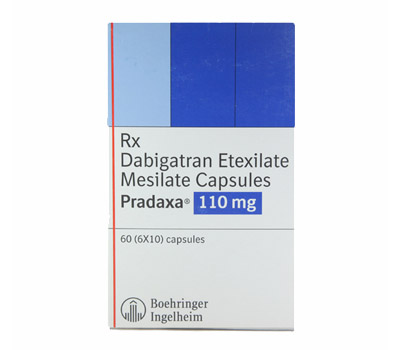 Rx
Dabigatran Etexilate
Mesilate Capsules
Pradaxa® 110 mg
60 (6X10) capsules
Boehringer
Ingelheim